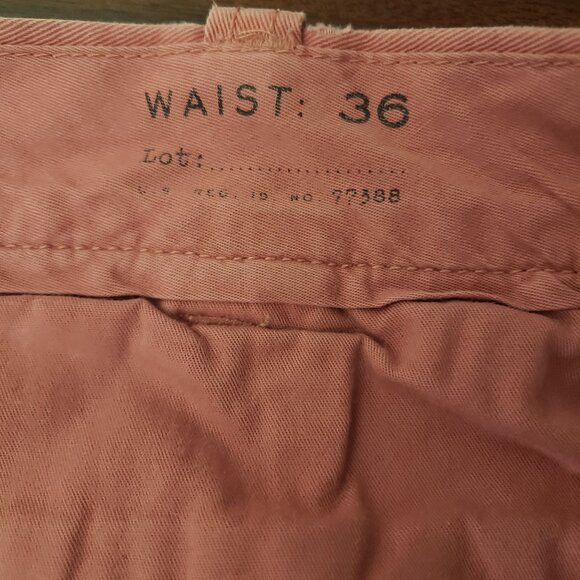 WAIST: 36
Lot:....................
U.S REG. ID NO 77388